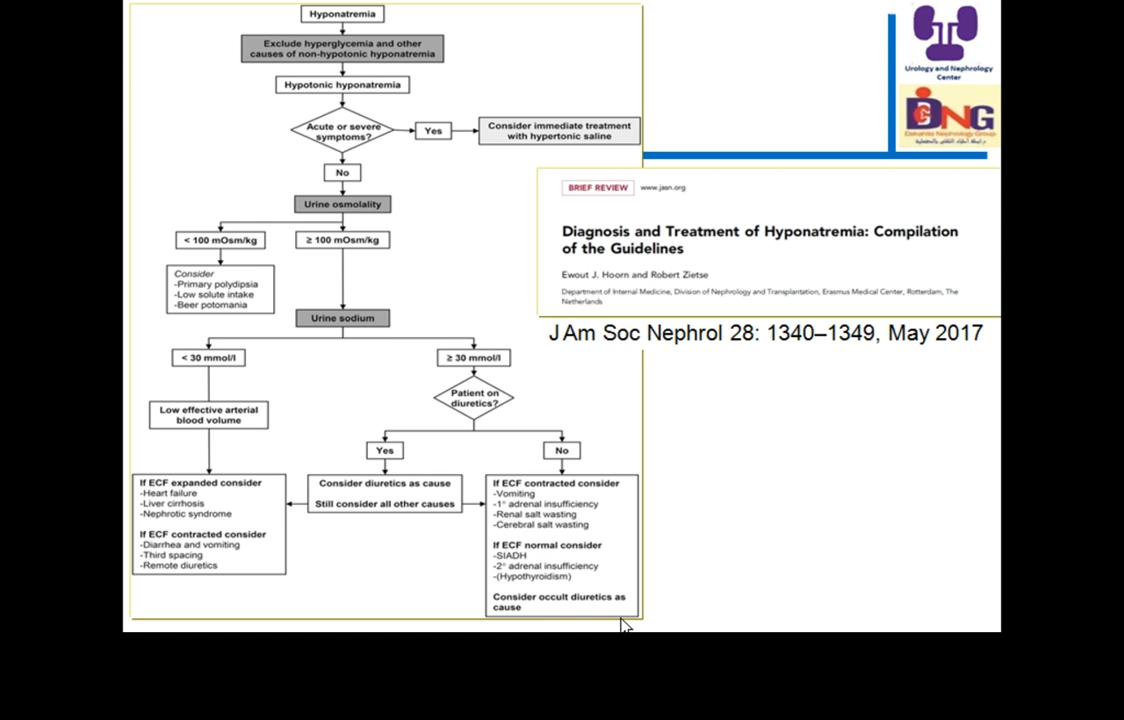 Hyponatremia
Exclude hyperglycemia and other
causes of non-hypotonic hyponatremia
Hypotonic hyponatremia
Acute or severe
symptoms?
Yes
Consider immediate treatment
with hypertonic saline
No
Urine osmolality
< 100 mOsm/kg
≥ 100 mOsm/kg
Consider
-Primary polydipsia
-Low solute intake
-Beer potomania
Urine sodium
< 30 mmol/l
≥ 30 mmol/l
Low effective arterial
blood volume
Patient on
diuretics?
Yes
No
If ECF expanded consider
-Heart failure
-Liver cirrhosis
-Nephrotic syndrome
If ECF contracted consider
-Diarrhea and vomiting
-Third spacing
-Remote diuretics
Consider diuretics as cause
Still consider all other causes
If ECF contracted consider
-Vomiting
-1° adrenal insufficiency
-Renal salt wasting
-Cerebral salt wasting
If ECF normal consider
-SIADH
-2° adrenal insufficiency
-(Hypothyroidism)
Consider occult diuretics as
cause
Urology and Nephrology
Center
DNG
Dakahlia Nephrology Group
BRIEF REVIEW www.jasn.org
Diagnosis and Treatment of Hyponatremia: Compilation
of the Guidelines
Ewout J. Hoorn and Robert Zietse
Department of Internal Medicine, Division of Nephrology and Transplantation, Erasmus Medical Center, Rotterdam, The
Netherlands
J Am Soc Nephrol 28: 1340–1349, May 2017